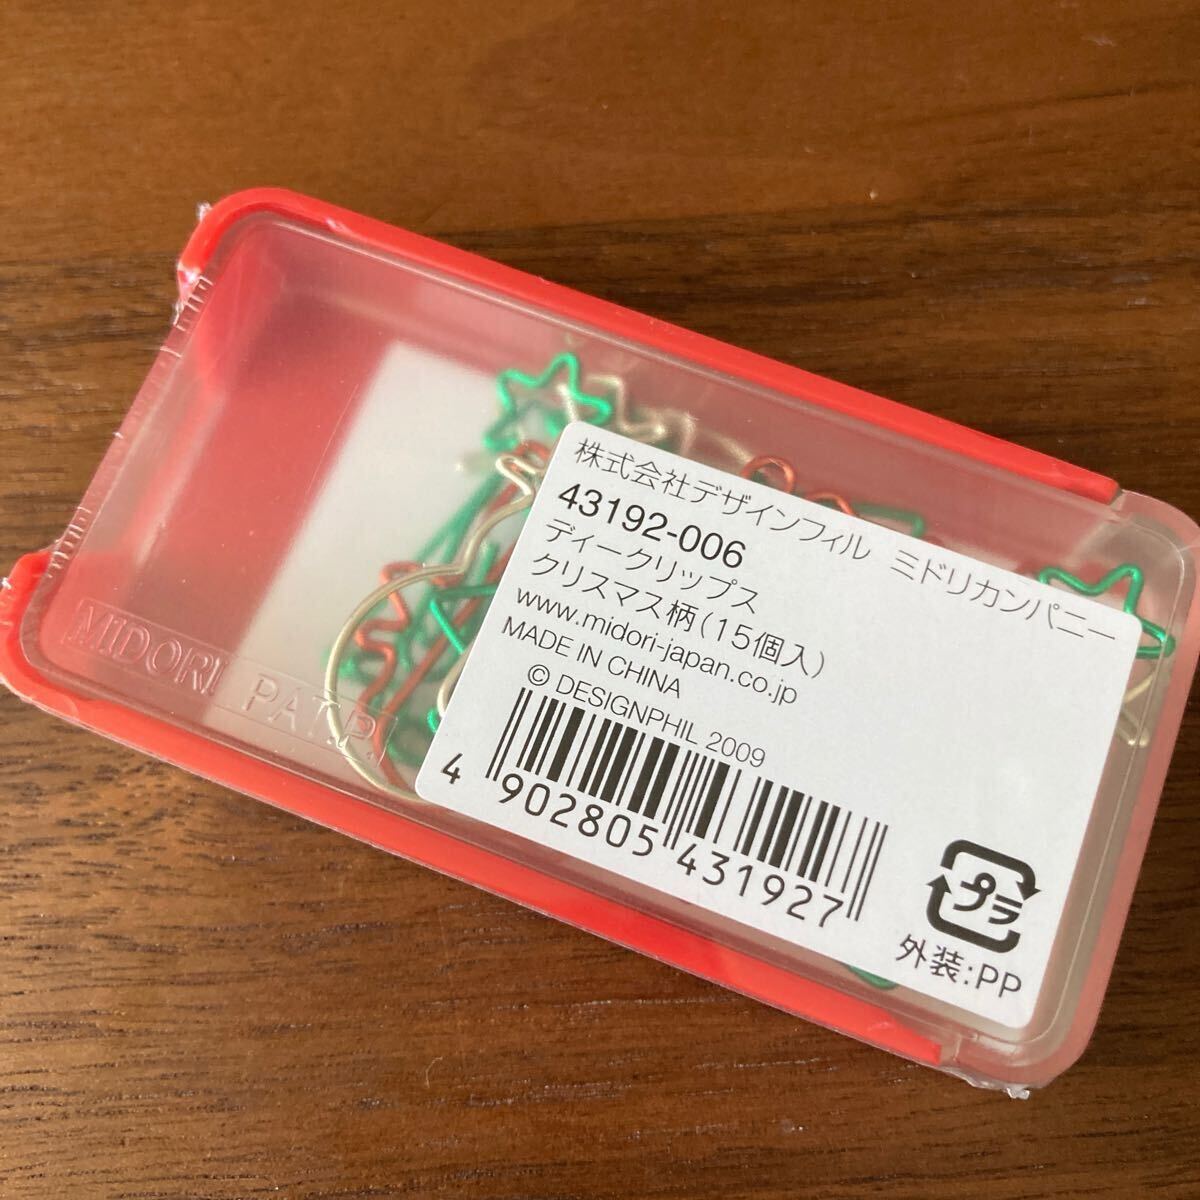 株式会社デザインフィル ミドリカンパニー
43192-006
ディークリップス
クリスマス柄(15個入)
www.midori-japan.co.jp
MADE IN CHINA
© DESIGNPHIL 2009
4 902805 431927
プラ
外装:PP
MIDORI PAT.P.